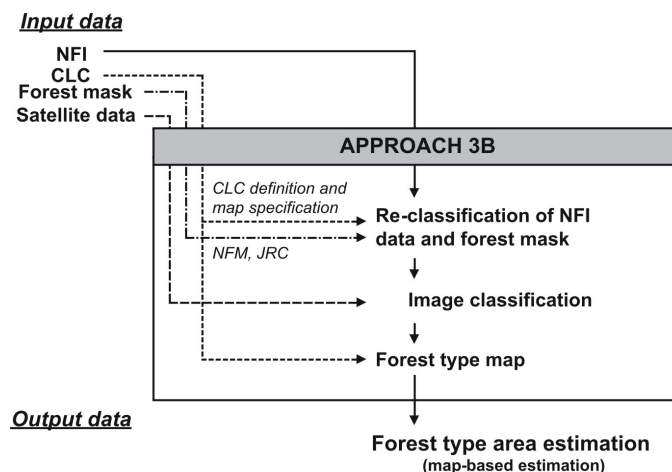 Input data
NFI
CLC
Forest mask
Satellite data
APPROACH 3B
CLC definition and
map specification
Re-classification of NFI
data and forest mask
NFM, JRC
Image classification
Forest type map
Output data
Forest type area estimation
(map-based estimation)